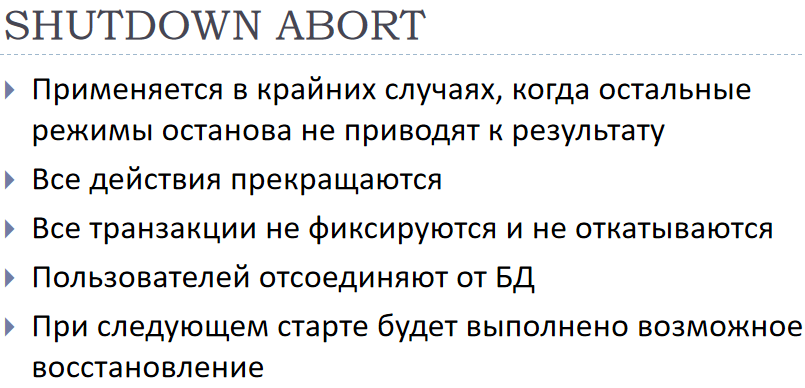 SHUTDOWN ABORT
Применяется в крайних случаях, когда остальные
режимы останова не приводят к результату
Все действия прекращаются
Все транзакции не фиксируются и не откатываются
Пользователей отсоединяют от БД
При следующем старте будет выполнено возможное
восстановление